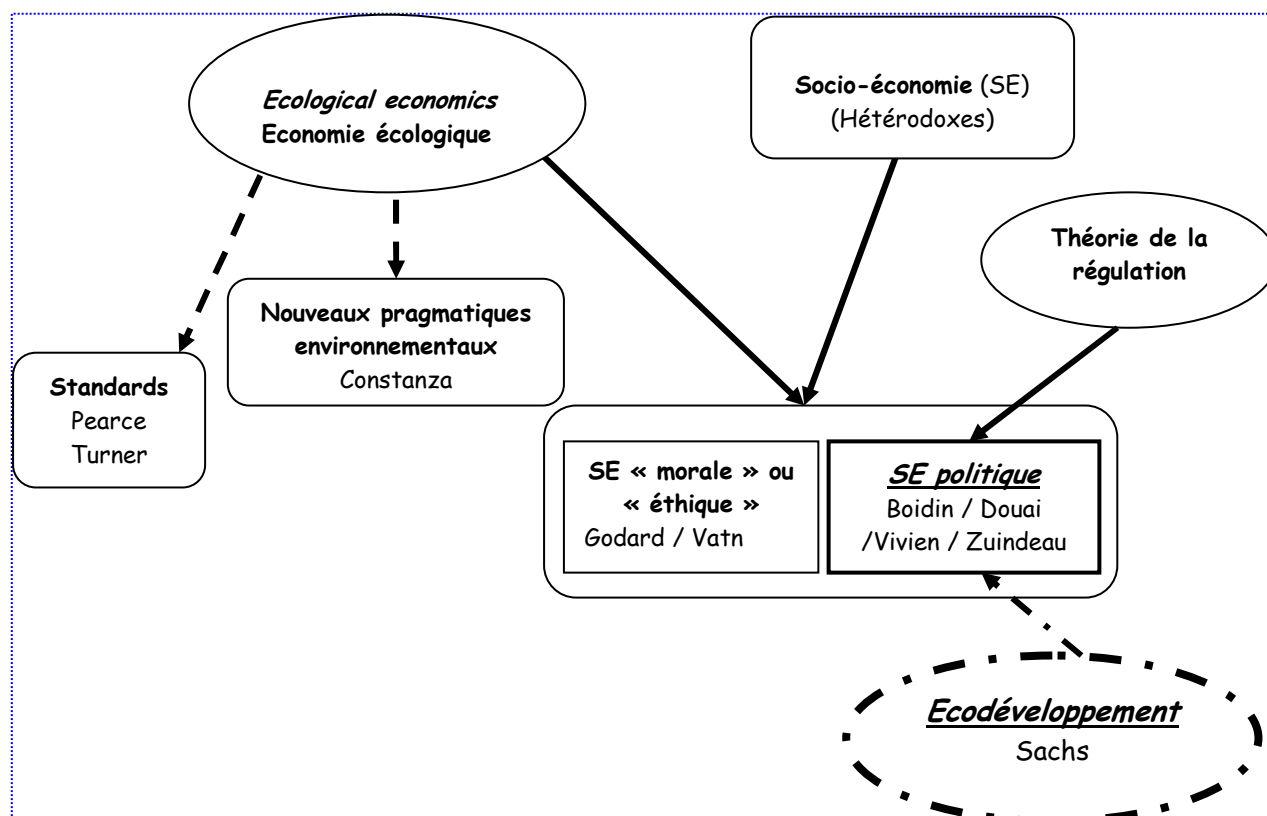 Ecological economics
Economie écologique
Socio-économie (SE)
(Hétérodoxes)
Théorie de la
régulation
Nouveaux pragmatiques
environnementaux
Constanza
Standards
Pearce
Turner
SE « morale » ou
« éthique »
Godard / Vatn
SE politique
Boidin / Douai
/Vivien / Zuindeau
Ecodéveloppement
Sachs